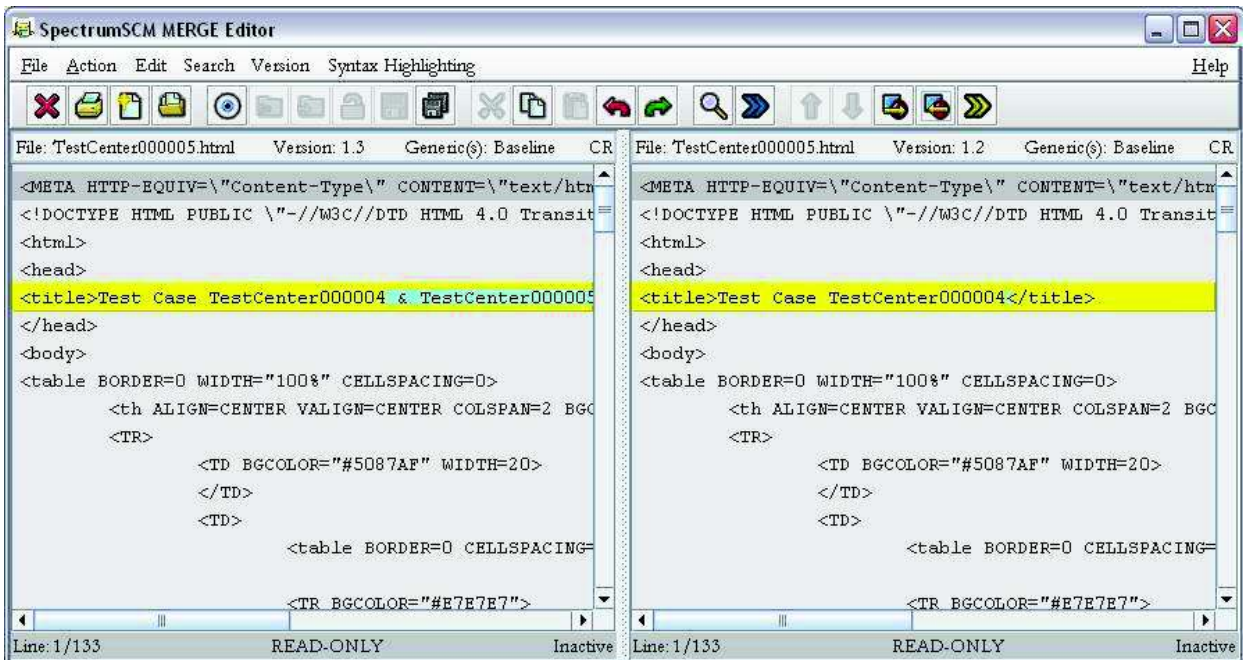 SpectrumSCM MERGE Editor
File Action Edit Search Version Syntax Highlighting Help
File: TestCenter000005.html Version: 1.3 Generic(s): Baseline CR
<META HTTP-EQUIV=\"Content-Type\" CONTENT=\"text/htm
<!DOCTYPE HTML PUBLIC \"-//W3C//DTD HTML 4.0 Transit
<html>
<head>
<title>Test Case TestCenter000004 & TestCenter000005
</head>
<body>
<table BORDER=0 WIDTH="100%" CELLSPACING=0>
<th ALIGN=CENTER VALIGN=CENTER COLSPAN=2 BGC
<TR>
<TD BGCOLOR="#5087AF" WIDTH=20>
</TD>
<TD>
<table BORDER=0 CELLSPACING=
<TR BGCOLOR="#E7E7E7">
Line: 1/133 READ-ONLY Inactive
File: TestCenter000005.html Version: 1.2 Generic(s): Baseline CR
<META HTTP-EQUIV=\"Content-Type\" CONTENT=\"text/htm
<!DOCTYPE HTML PUBLIC \"-//W3C//DTD HTML 4.0 Transit
<html>
<head>
<title>Test Case TestCenter000004</title>
</head>
<body>
<table BORDER=0 WIDTH="100%" CELLSPACING=0>
<th ALIGN=CENTER VALIGN=CENTER COLSPAN=2 BGC
<TR>
<TD BGCOLOR="#5087AF" WIDTH=20>
</TD>
<TD>
<table BORDER=0 CELLSPACING=
<TR BGCOLOR="#E7E7E7">
Line: 1/133 READ-ONLY Inactive